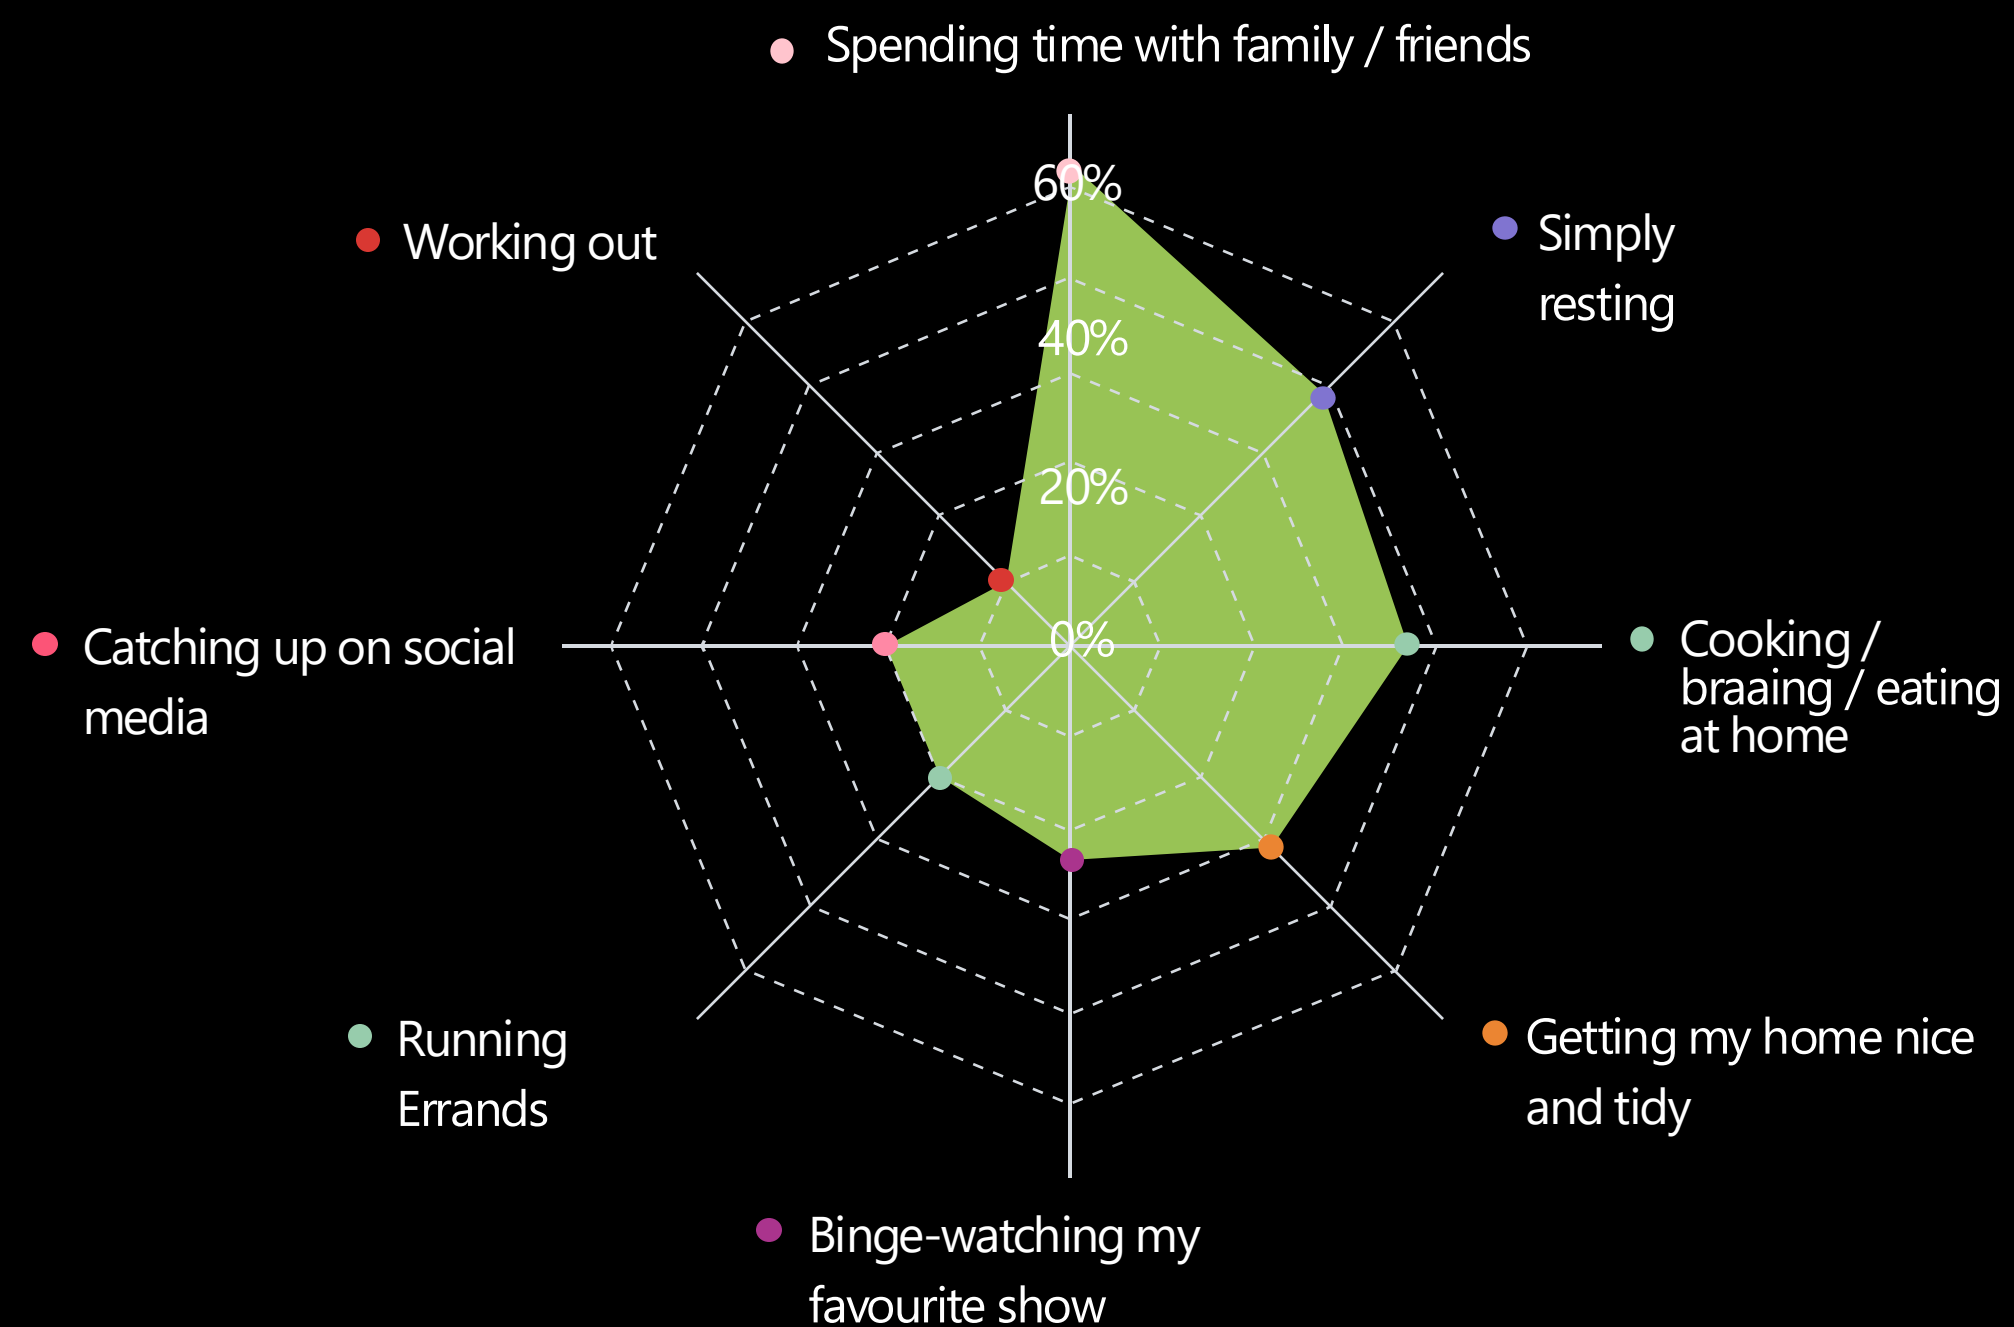 Spending time with family / friends
60%
Working out
Simply
resting
40%
20%
0%
Catching up on social
media
Cooking /
braaing / eating
at home
Running
Errands
Getting my home nice
and tidy
Binge-watching my
favourite show